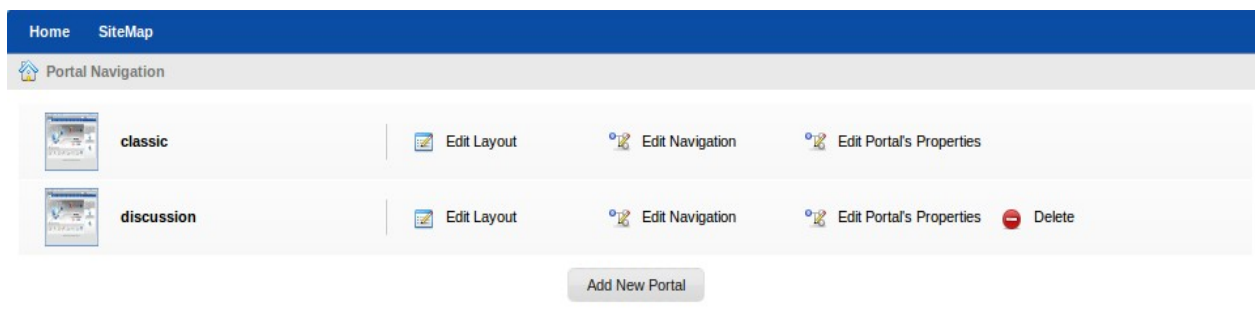 Home SiteMap
Portal Navigation
classic Edit Layout Edit Navigation Edit Portal's Properties
discussion Edit Layout Edit Navigation Edit Portal's Properties Delete
Add New Portal